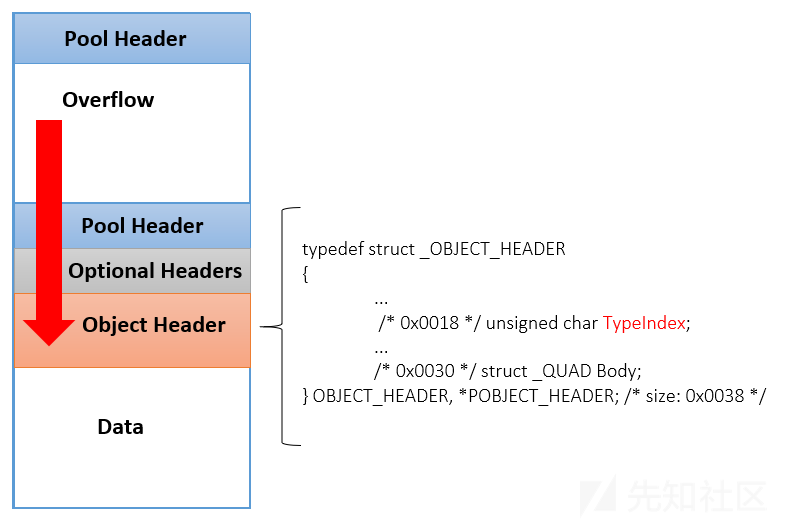 Pool Header
Overflow
Pool Header
Optional Headers
Object Header
Data
typedef struct _OBJECT_HEADER
{
...
/* 0x0018 */ unsigned char TypeIndex;
...
/* 0x0030 */ struct _QUAD Body;
} OBJECT_HEADER, *POBJECT_HEADER; /* size: 0x0038 */
先知社区